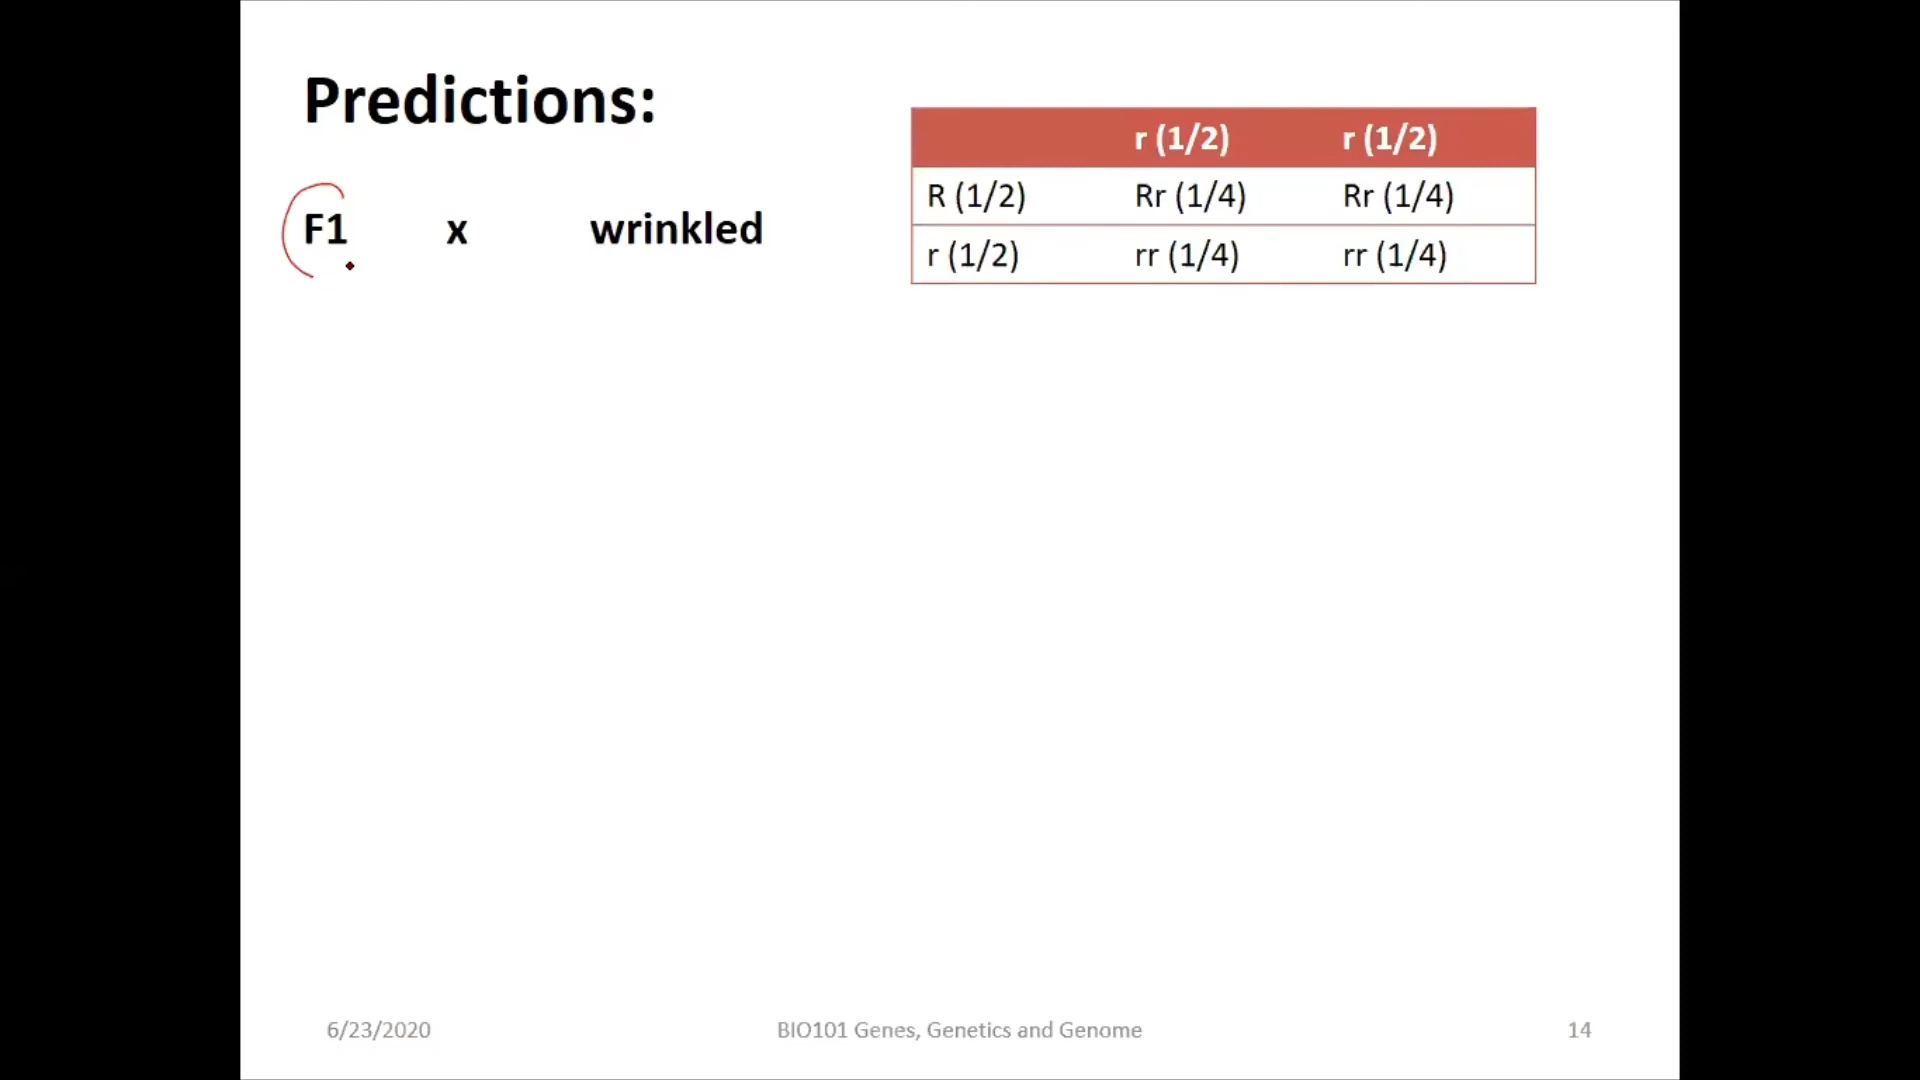 Predictions:
F1 x wrinkled
r (1/2) r (1/2)
R (1/2) Rr (1/4) Rr (1/4)
r (1/2) rr (1/4) rr (1/4)
6/23/2020 BIO101 Genes, Genetics and Genome 14